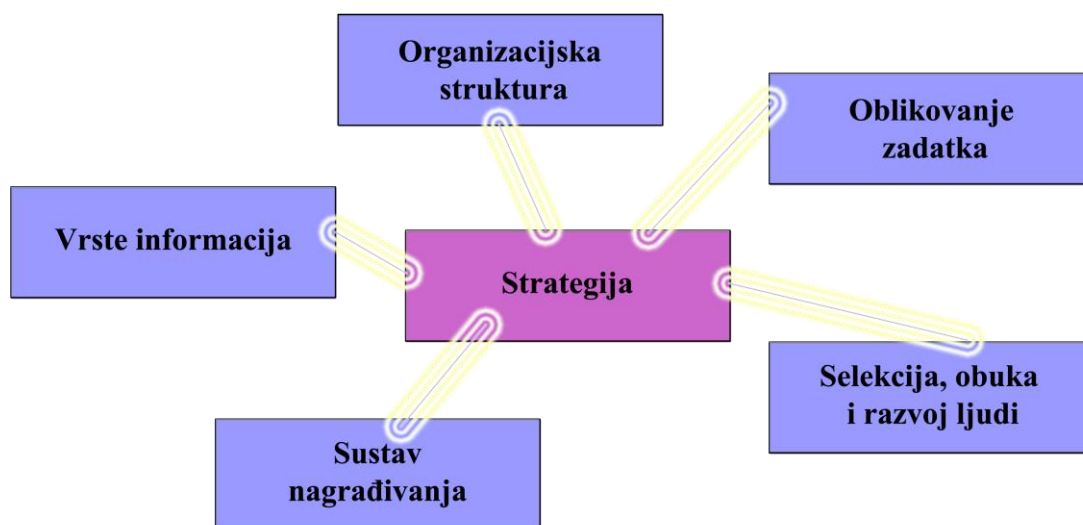 Organizacijska
struktura
Oblikovanje
zadatka
Vrste informacija
Strategija
Selekcija, obuka
i razvoj ljudi
Sustav
nagrađivanja